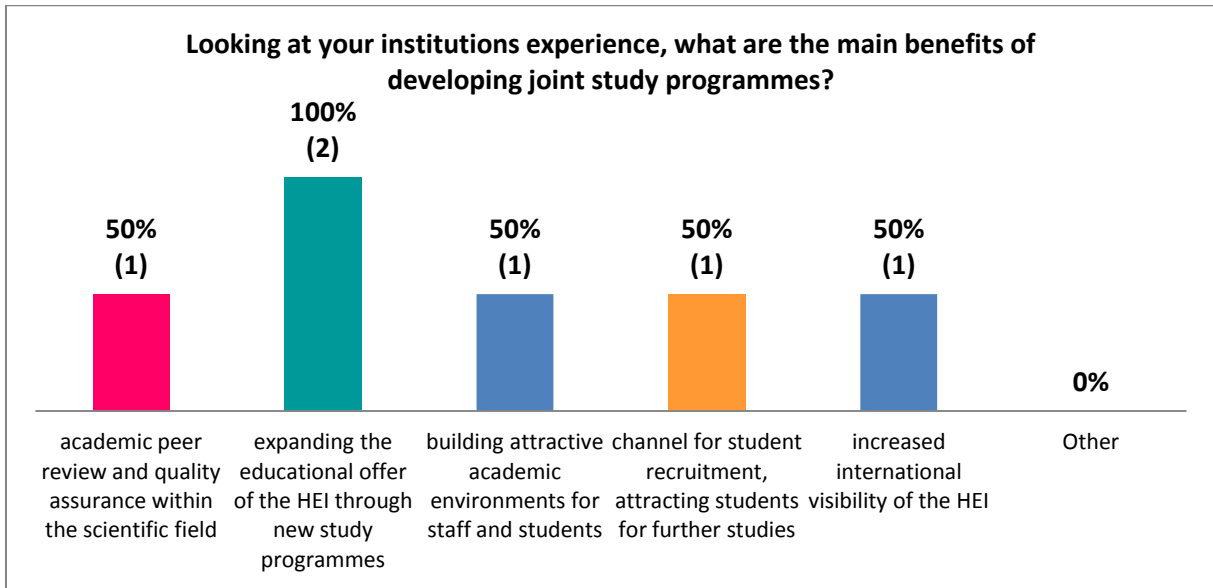 Looking at your institutions experience, what are the main benefits of
developing joint study programmes?
100%
(2)
50%
(1)
50%
(1)
50%
(1)
50%
(1)
0%
academic peer
review and quality
assurance within
the scientific field
expanding the
educational offer
of the HEI through
new study
programmes
building attractive
academic
environments for
staff and students
channel for student
recruitment,
attracting students
for further studies
increased
international
visibility of the HEI
Other